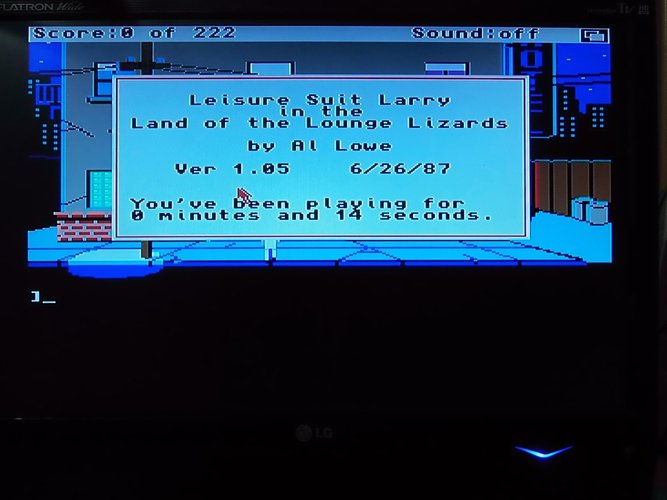 FLATRON Wide
Score:0 of 222 Sound:off
Leisure Suit Larry
in the
Land of the Lounge Lizards
by Al Lowe
Ver 1.05 6/26/87
You've been playing for
0 minutes and 14 seconds.
]_
LG